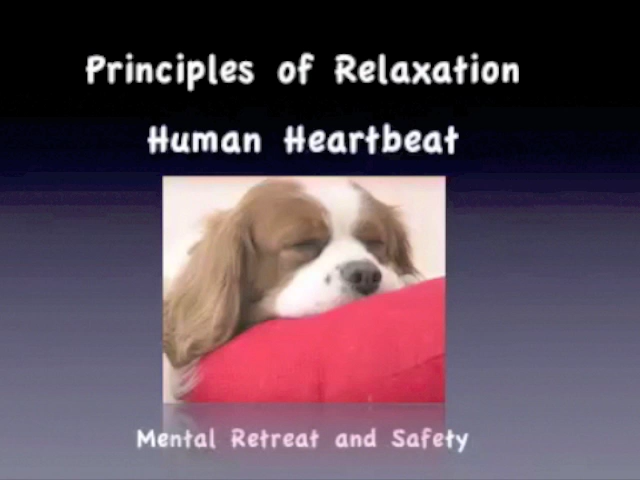 Principles of Relaxation
Human Heartbeat
Mental Retreat and Safety